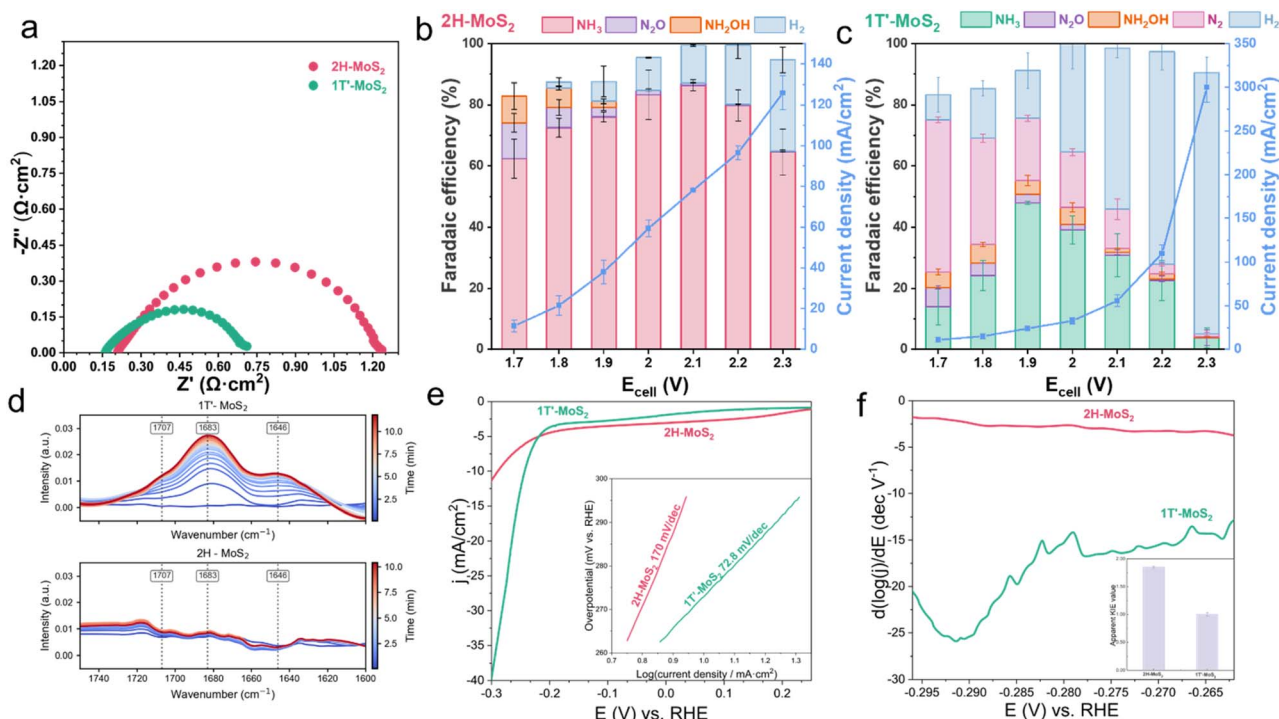 a
-Z'' (Ω·cm²)
1.20
1.05
0.90
0.75
0.60
0.45
0.30
0.15
0.00
2H-MoS₂
1T'-MoS₂
0.00 0.30 0.60 0.90 1.20
Z' (Ω·cm²)
b
2H-MoS₂ NH₃ N₂O NH₂OH H₂
Faradaic efficiency (%)
100
80
60
40
20
0
140
120
100
80
60
40
20
0
Current density (mA/cm²)
1.7 1.8 1.9 2 2.1 2.2 2.3
E_cell (V)
c
1T'-MoS₂ NH₃ N₂O NH₂OH N₂ H₂
Faradaic efficiency (%)
100
80
60
40
20
0
350
300
250
200
150
100
50
0
Current density (mA/cm²)
1.7 1.8 1.9 2 2.1 2.2 2.3
E_cell (V)
d
1T'- MoS₂
Intensity (a.u.)
0.03
0.02
0.01
0.00
1707 1683 1646
Wavenumber (cm⁻¹)
10.0
7.5
5.0
2.5
Time (min)
2H - MoS₂
Intensity (a.u.)
0.03
0.02
0.01
0.00
1707 1683 1646
1740 1720 1700 1680 1660 1640 1620 1600
Wavenumber (cm⁻¹)
10.0
7.5
5.0
2.5
Time (min)
e
j (mA/cm²)
0
-5
-10
-15
-20
-25
-30
-35
-40
1T'-MoS₂
2H-MoS₂
Overpotential (mV vs. RHE)
300
290
280
270
260
2H-MoS₂ 170 mV/dec
1T'-MoS₂ 72.8 mV/dec
0.7 0.8 0.9 1.0 1.1 1.2 1.3
Log(current density / mA·cm²)
-0.3 -0.2 -0.1 0.0 0.1 0.2
E (V) vs. RHE
f
d(log(j)/dE (dec V⁻¹)
0
-5
-10
-15
-20
-25
-30
2H-MoS₂
1T'-MoS₂
Apparent KIE value
2.00
1.50
1.00
0.50
0.00
2H-MoS₂ 1T'-MoS₂
-0.295 -0.290 -0.285 -0.280 -0.275 -0.270 -0.265
E (V) vs. RHE